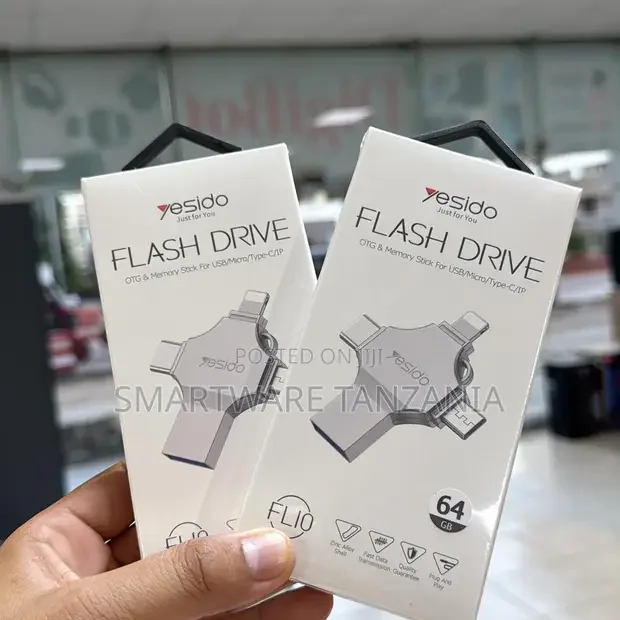 yesido
Just for You
FLASH DRIVE
OTG & Memory Stick For USB/Micro/Type-C/IP
yesido
FL10
yesido
Just for You
FLASH DRIVE
OTG & Memory Stick For USB/Micro/Type-C/IP
yesido
64
GB
FL10
Zinc Alloy
Shell
Fast Data
Transmission
Quality
Guarantee
Plug And
Play
POSTED ON JIJI
SMARTWARE TANZANIA